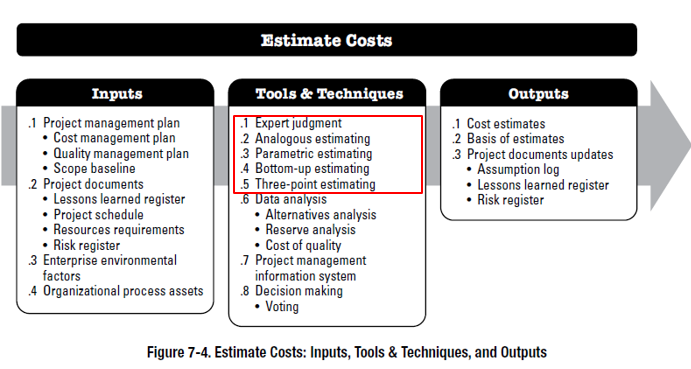 Estimate Costs
Inputs
.1 Project management plan
• Cost management plan
• Quality management plan
• Scope baseline
.2 Project documents
• Lessons learned register
• Project schedule
• Resources requirements
• Risk register
.3 Enterprise environmental
factors
.4 Organizational process assets
Tools & Techniques
.1 Expert judgment
.2 Analogous estimating
.3 Parametric estimating
.4 Bottom-up estimating
.5 Three-point estimating
.6 Data analysis
• Alternatives analysis
• Reserve analysis
• Cost of quality
.7 Project management
information system
.8 Decision making
• Voting
Outputs
.1 Cost estimates
.2 Basis of estimates
.3 Project documents updates
• Assumption log
• Lessons learned register
• Risk register
Figure 7-4. Estimate Costs: Inputs, Tools & Techniques, and Outputs